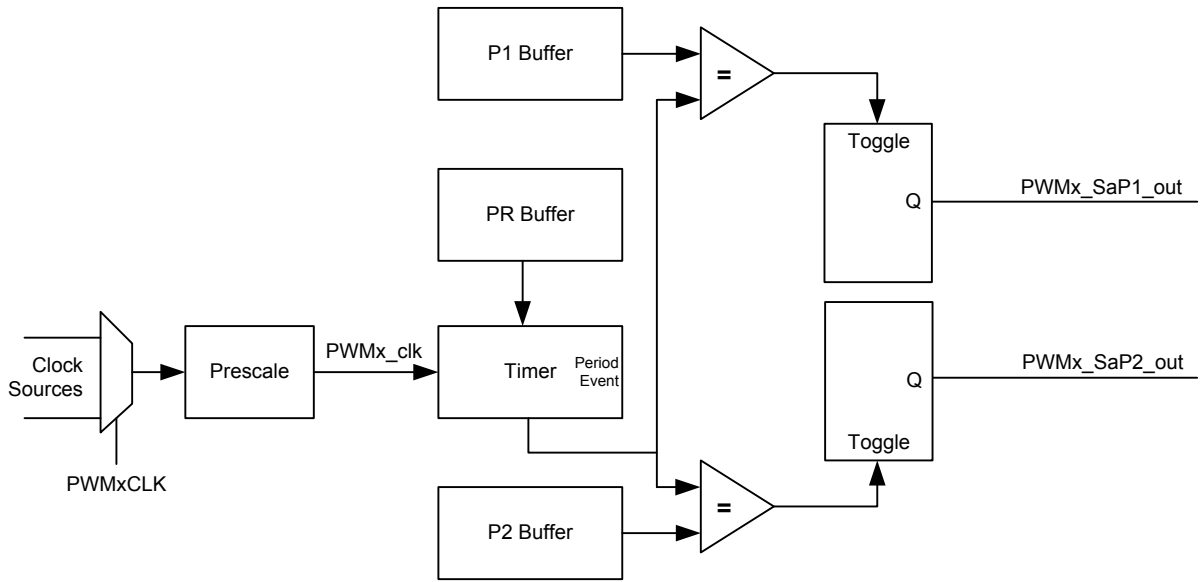 P1 Buffer
=
Toggle
Q
PWMx_SaP1_out
PR Buffer
Clock
Sources
PWMxCLK
Prescale
PWMx_clk
Timer
Period
Event
PWMx_SaP2_out
Q
Toggle
P2 Buffer
=